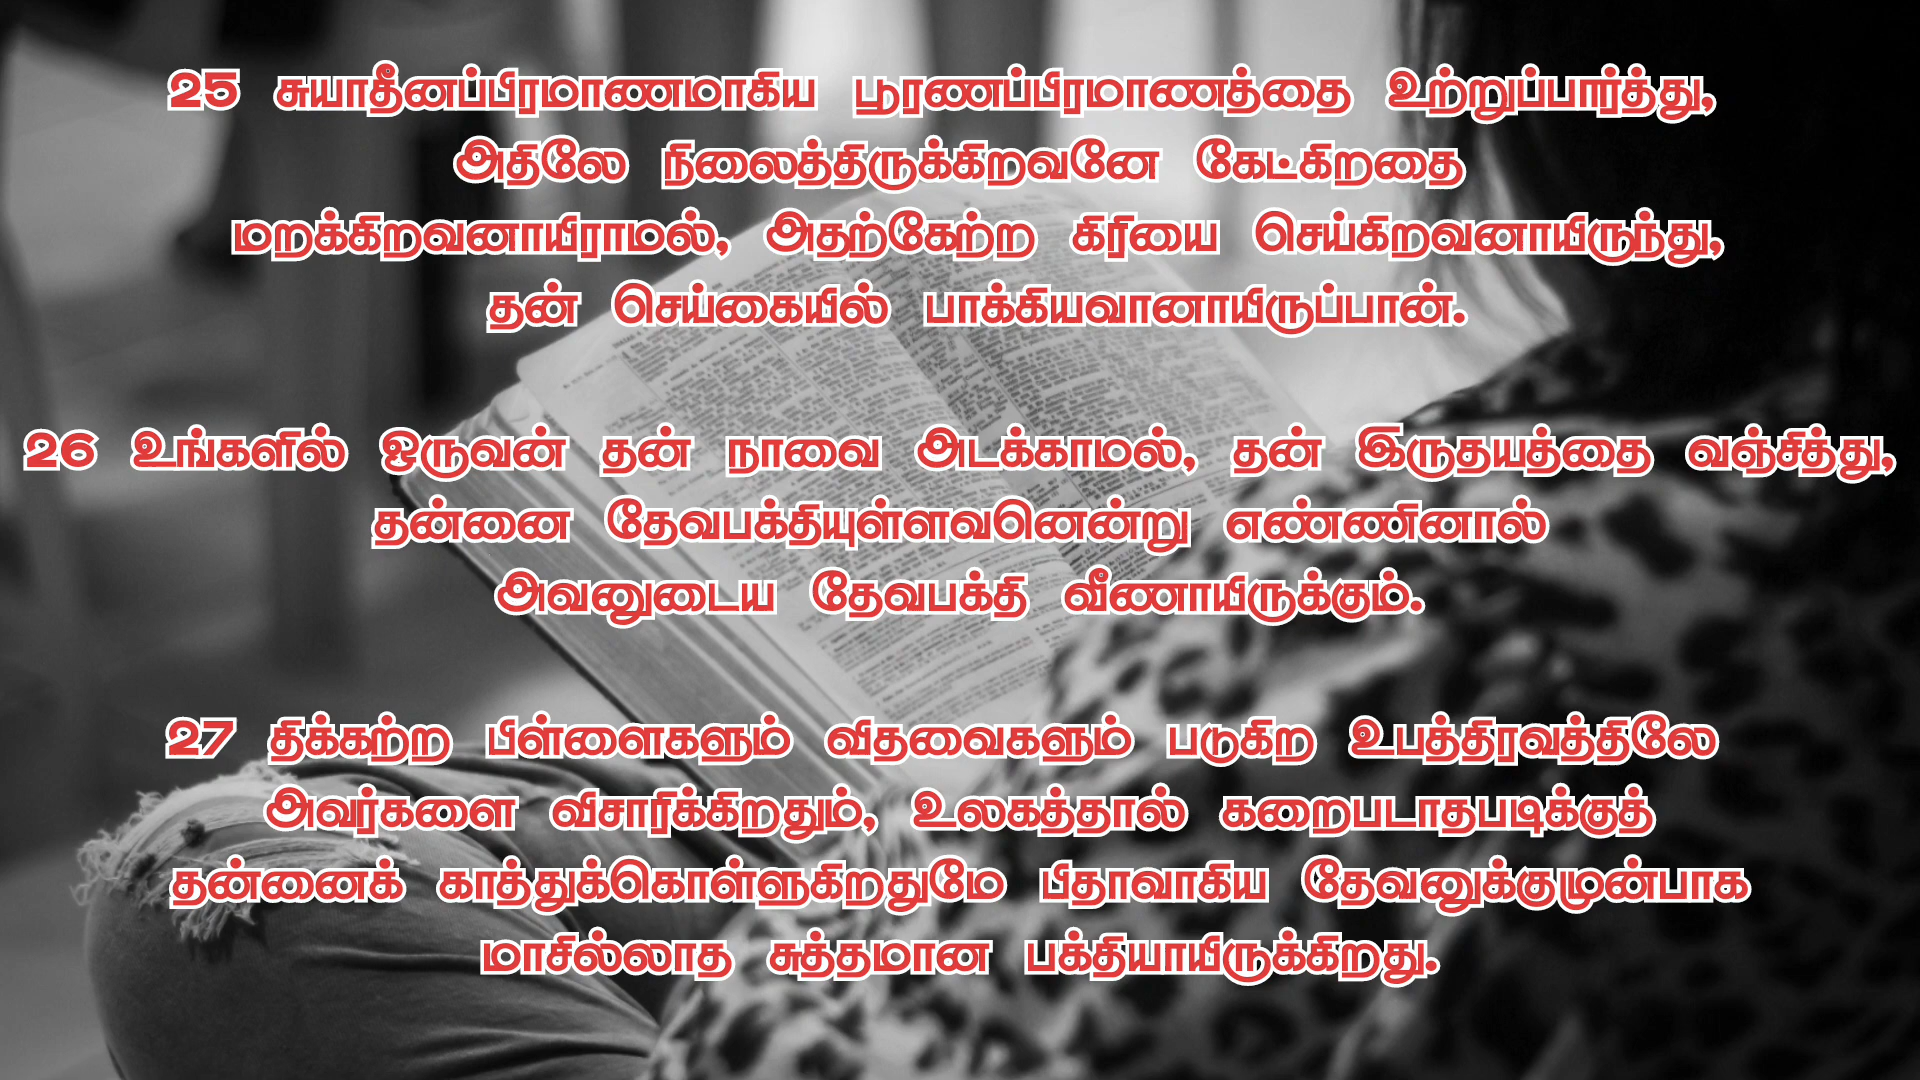 25 சுயாதீனப்பிரமாணமாகிய பூரணப்பிரமாணத்தை உற்றுப்பார்த்து,
அதிலே நிலைத்திருக்கிறவனே கேட்கிறதை
மறக்கிறவனாயிராமல், அதற்கேற்ற கிரியை செய்கிறவனாயிருந்து,
தன் செய்கையில் பாக்கியவானாயிருப்பான்.
26 உங்களில் ஒருவன் தன் நாவை அடக்காமல், தன் இருதயத்தை வஞ்சித்து,
தன்னை தேவபக்தியுள்ளவனென்று எண்ணினால்
அவனுடைய தேவபக்தி வீணாயிருக்கும்.
27 திக்கற்ற பிள்ளைகளும் விதவைகளும் படுகிற உபத்திரவத்திலே
அவர்களை விசாரிக்கிறதும், உலகத்தால் கறைபடாதபடிக்குத்
தன்னைக் காத்துக்கொள்ளுகிறதுமே பிதாவாகிய தேவனுக்குமுன்பாக
மாசில்லாத சுத்தமான பக்தியாயிருக்கிறது.